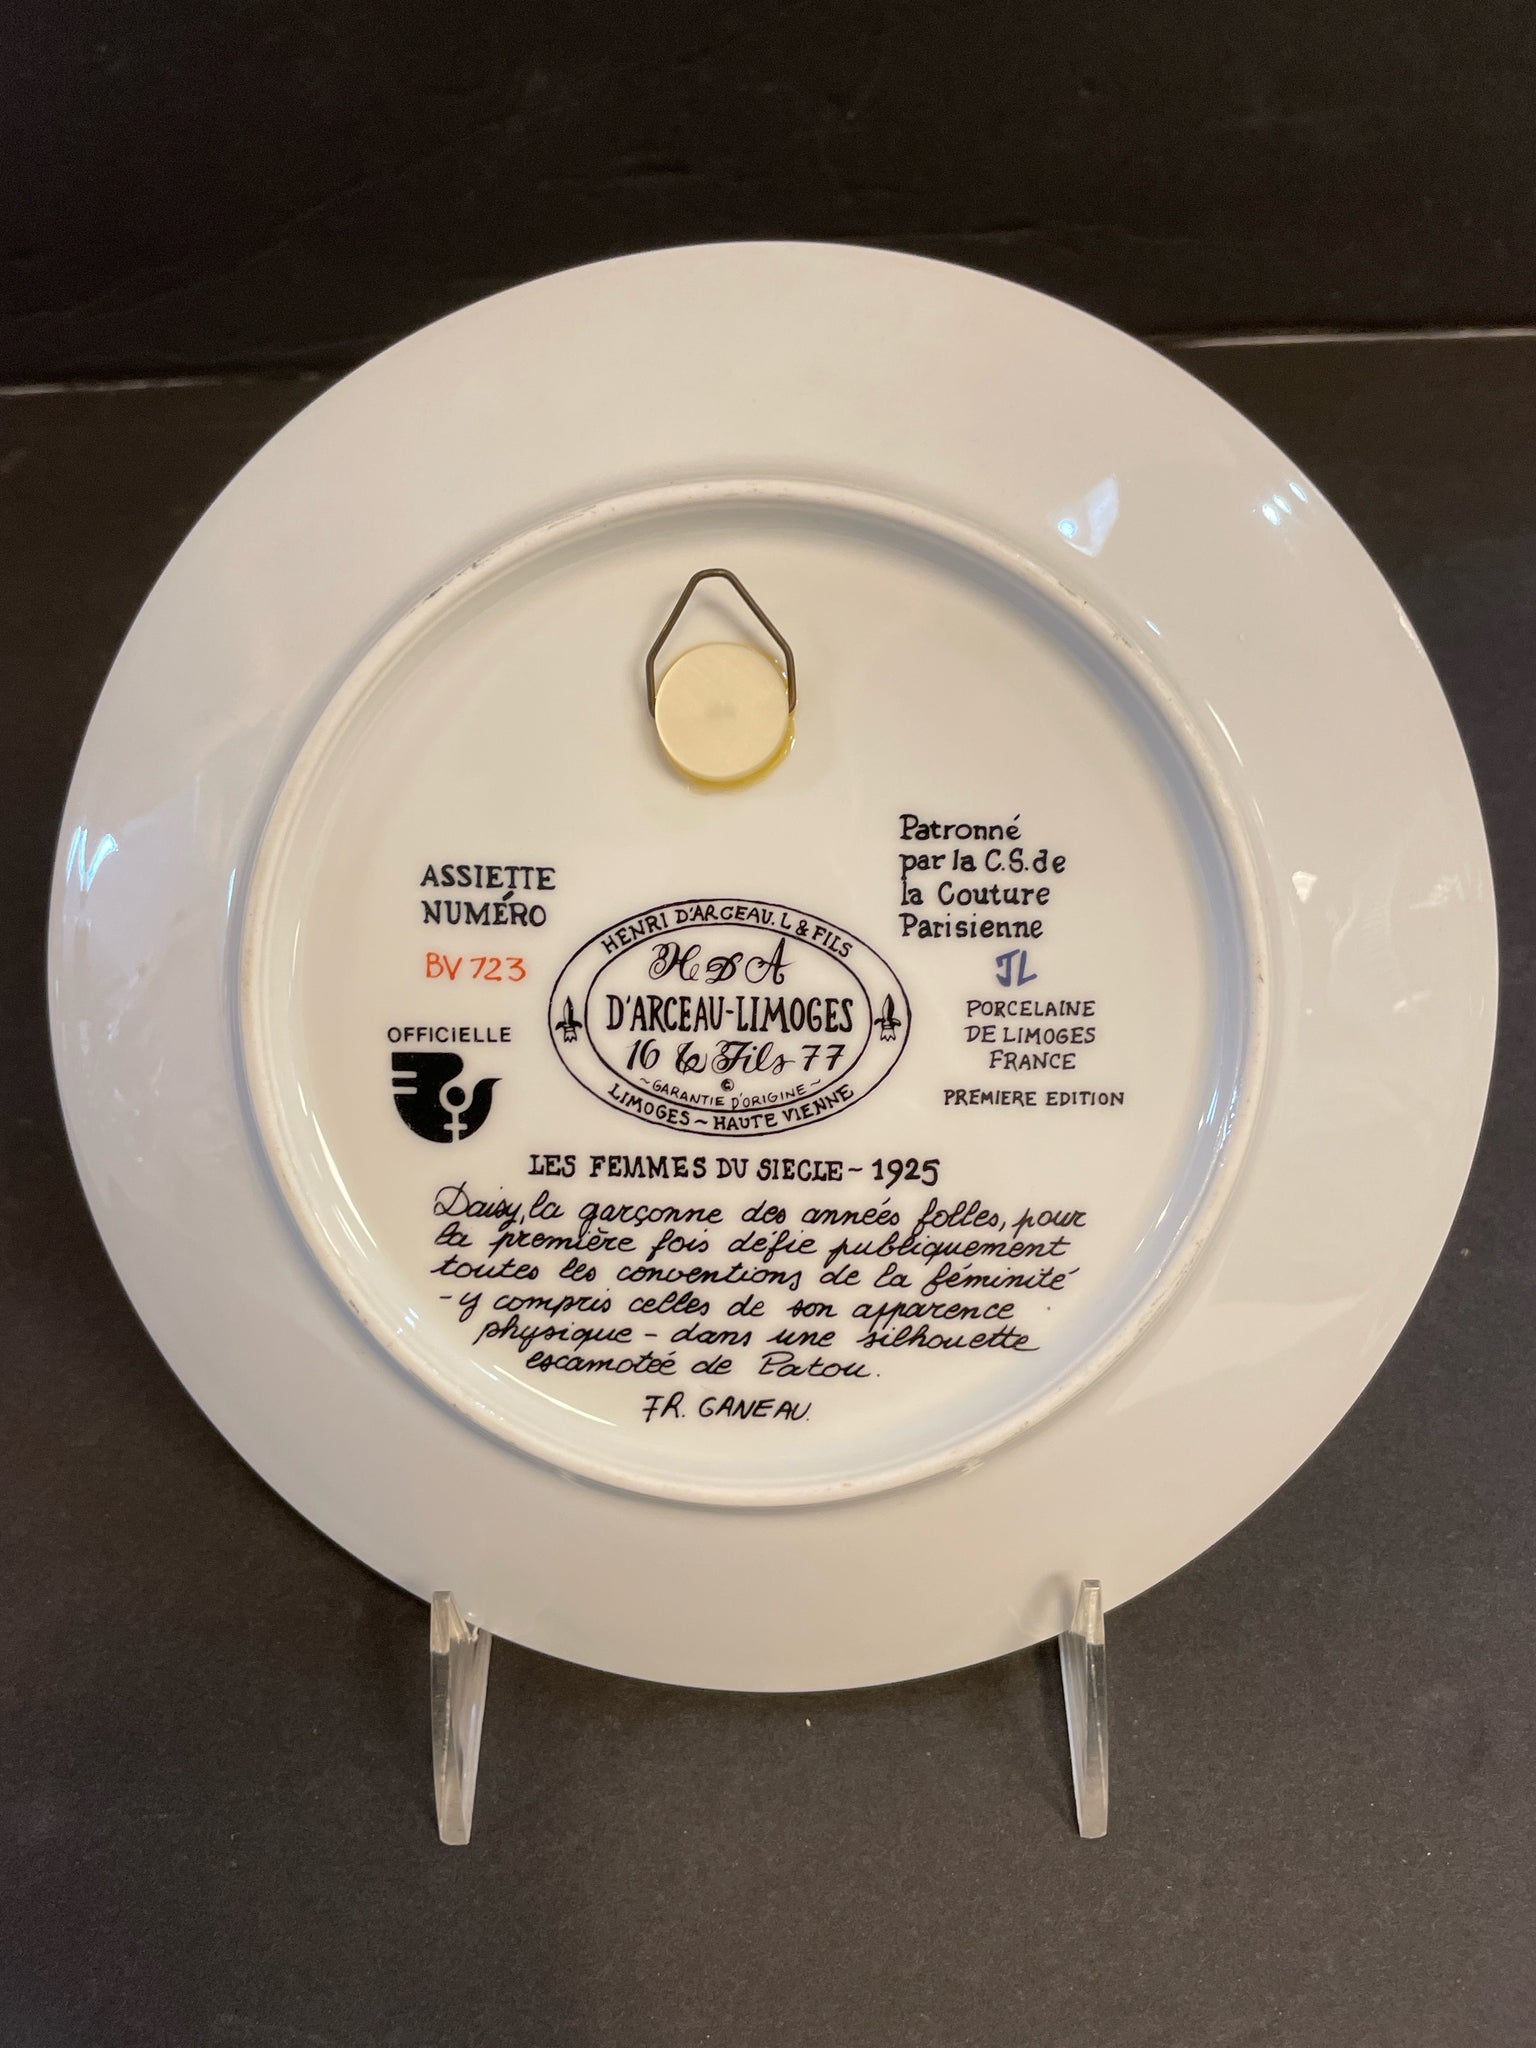 ASSIETTE
NUMÉRO
BV 723
OFFICIELLE
Patronné
par la C.S. de
la Couture
Parisienne
JL
PORCELAINE
DE LIMOGES
FRANCE
PREMIERE EDITION
HENRI D'ARCEAU. L & FILS
H D A
D'ARCEAU-LIMOGES
16 & Fils 77
©
~GARANTIE D'ORIGINE~
LIMOGES ~ HAUTE VIENNE
LES FEMMES DU SIECLE ~ 1925
Daisy, la garçonne des années folles, pour
la première fois défie publiquement
toutes les conventions de la féminité
- y compris celles de son apparence
physique - dans une silhouette
escamotée de Patou.
FR. GANEAU.